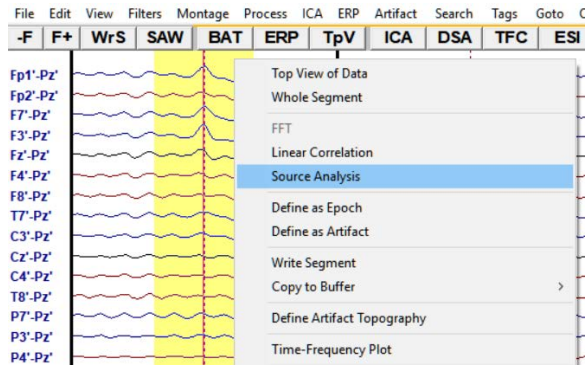 File Edit View Filters Montage Process ICA ERP Artifact Search Tags Goto
-F F+ WrS SAW BAT ERP TpV ICA DSA TFC ESI
Fp1'-Pz'
Fp2'-Pz'
F7'-Pz'
F3'-Pz'
Fz'-Pz'
F4'-Pz'
F8'-Pz'
T7'-Pz'
C3'-Pz'
Cz'-Pz'
C4'-Pz'
T8'-Pz'
P7'-Pz'
P3'-Pz'
P4'-Pz'
Top View of Data
Whole Segment
FFT
Linear Correlation
Source Analysis
Define as Epoch
Define as Artifact
Write Segment
Copy to Buffer >
Define Artifact Topography
Time-Frequency Plot